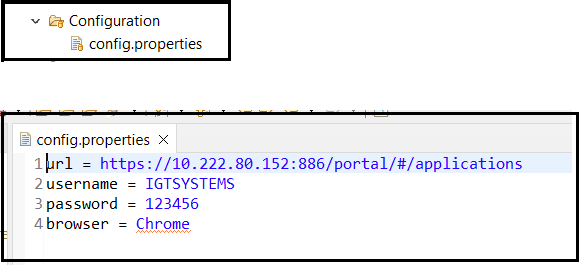 Configuration
config.properties
config.properties
1 url = https://10.222.80.152:886/portal/#/applications
2 username = IGTSYSTEMS
3 password = 123456
4 browser = Chrome